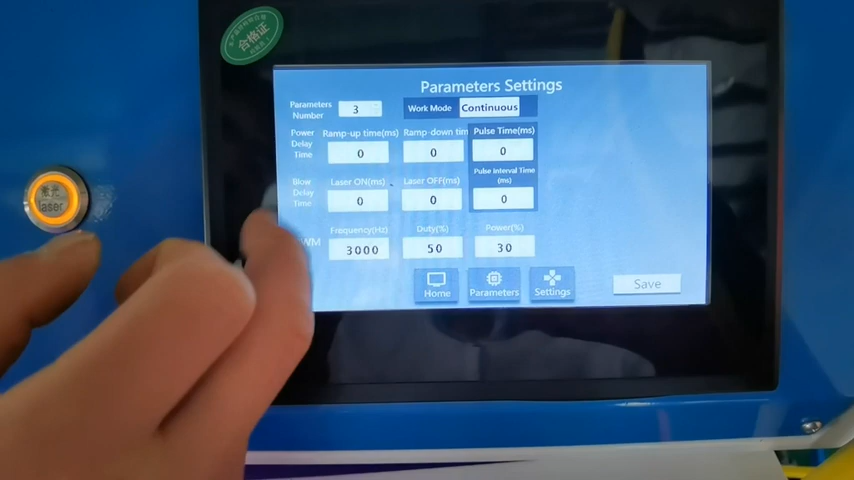 合格证
Parameters Settings
Parameters Number
3
Work Mode
Continuous
Power Delay Time
Ramp-up time(ms)
0
Ramp-down tim
0
Pulse Time(ms)
0
Blow Delay Time
Laser ON(ms)
0
Laser OFF(ms)
0
Pulse Interval Time (ms)
0
WM
Frequency(Hz)
3000
Duty(%)
50
Power(%)
30
Home
Parameters
Settings
Save
laser